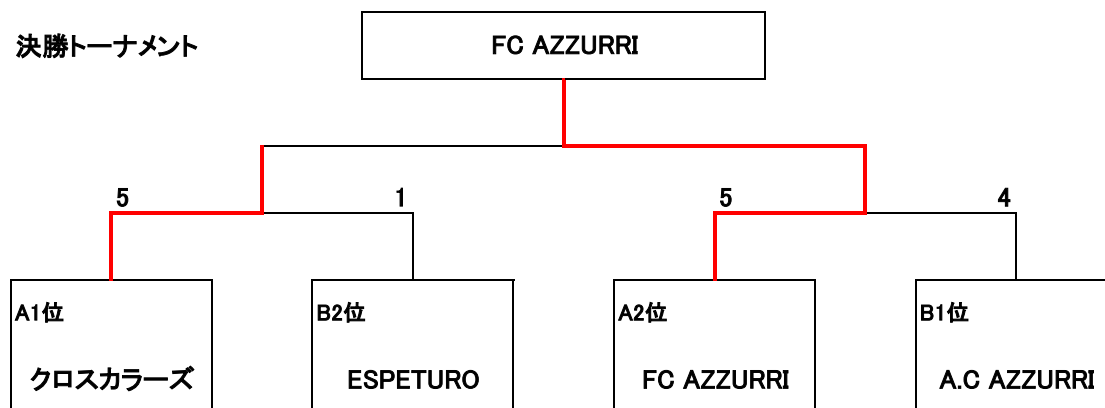 決勝トーナメント
FC AZZURRI
5
1
5
4
A1位
クロスカラーズ
B2位
ESPETURO
A2位
FC AZZURRI
B1位
A.C AZZURRI